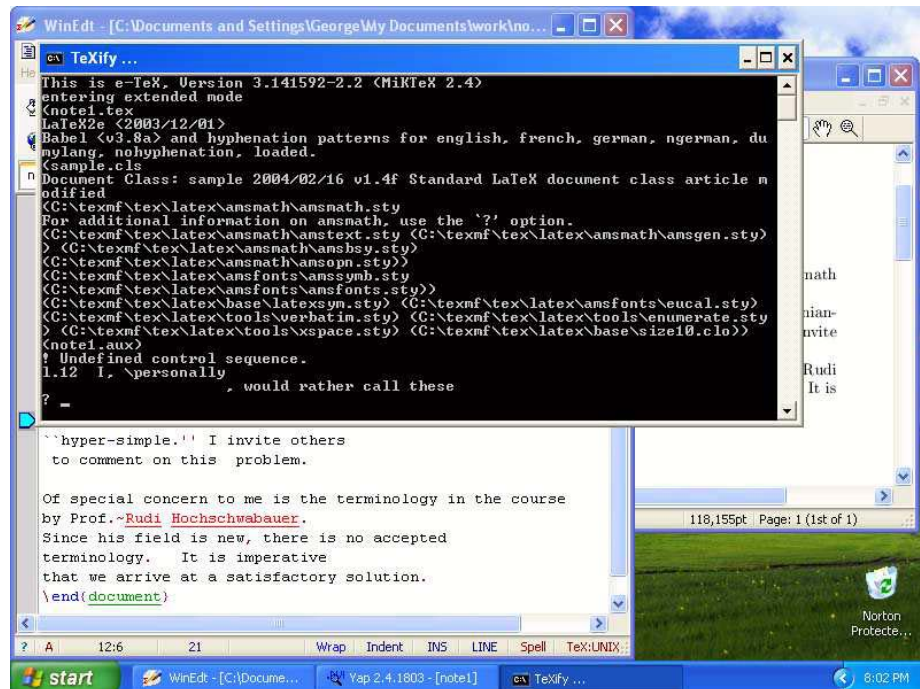 WinEdt - [C:\Documents and Settings\George\My Documents\work\no...
TeXify ...
This is e-TeX, Version 3.141592-2.2 (MiKTeX 2.4)
entering extended mode
(note1.tex
LaTeX2e <2003/12/01>
Babel <v3.8a> and hyphenation patterns for english, french, german, ngerman, du
mylang, nohyphenation, loaded.
(sample.cls
Document Class: sample 2004/02/16 v1.4f Standard LaTeX document class article m
odified
(C:\texmf\tex\latex\amsmath\amsmath.sty
For additional information on amsmath, use the `?' option.
(C:\texmf\tex\latex\amsmath\amstext.sty (C:\texmf\tex\latex\amsmath\amsgen.sty)
) (C:\texmf\tex\latex\amsmath\amsbsy.sty)
(C:\texmf\tex\latex\amsmath\amsopn.sty))
(C:\texmf\tex\latex\amsfonts\amssymb.sty
(C:\texmf\tex\latex\amsfonts\amsfonts.sty))
(C:\texmf\tex\latex\base\latexsym.sty) (C:\texmf\tex\latex\amsfonts\eucal.sty)
(C:\texmf\tex\latex\tools\verbatim.sty) (C:\texmf\tex\latex\tools\enumerate.sty
) (C:\texmf\tex\latex\tools\xspace.sty) (C:\texmf\tex\latex\base\size10.clo))
(note1.aux)
! Undefined control sequence.
l.12 I, \personally
, would rather call these
? _
He
n
math
nian-
nvite
Rudi
It is
``hyper-simple.'' I invite others
to comment on this problem.
Of special concern to me is the terminology in the course
by Prof.~Rudi Hochschwabauer.
Since his field is new, there is no accepted
terminology. It is imperative
that we arrive at a satisfactory solution.
\end{document}
118,155pt Page: 1 (1st of 1)
Norton
Protecte...
? A 12:6 21 Wrap Indent INS LINE Spell TeX:UNIX
start WinEdt - [C:\Docume... Yap 2.4.1803 - [note1] TeXify ... 8:02 PM